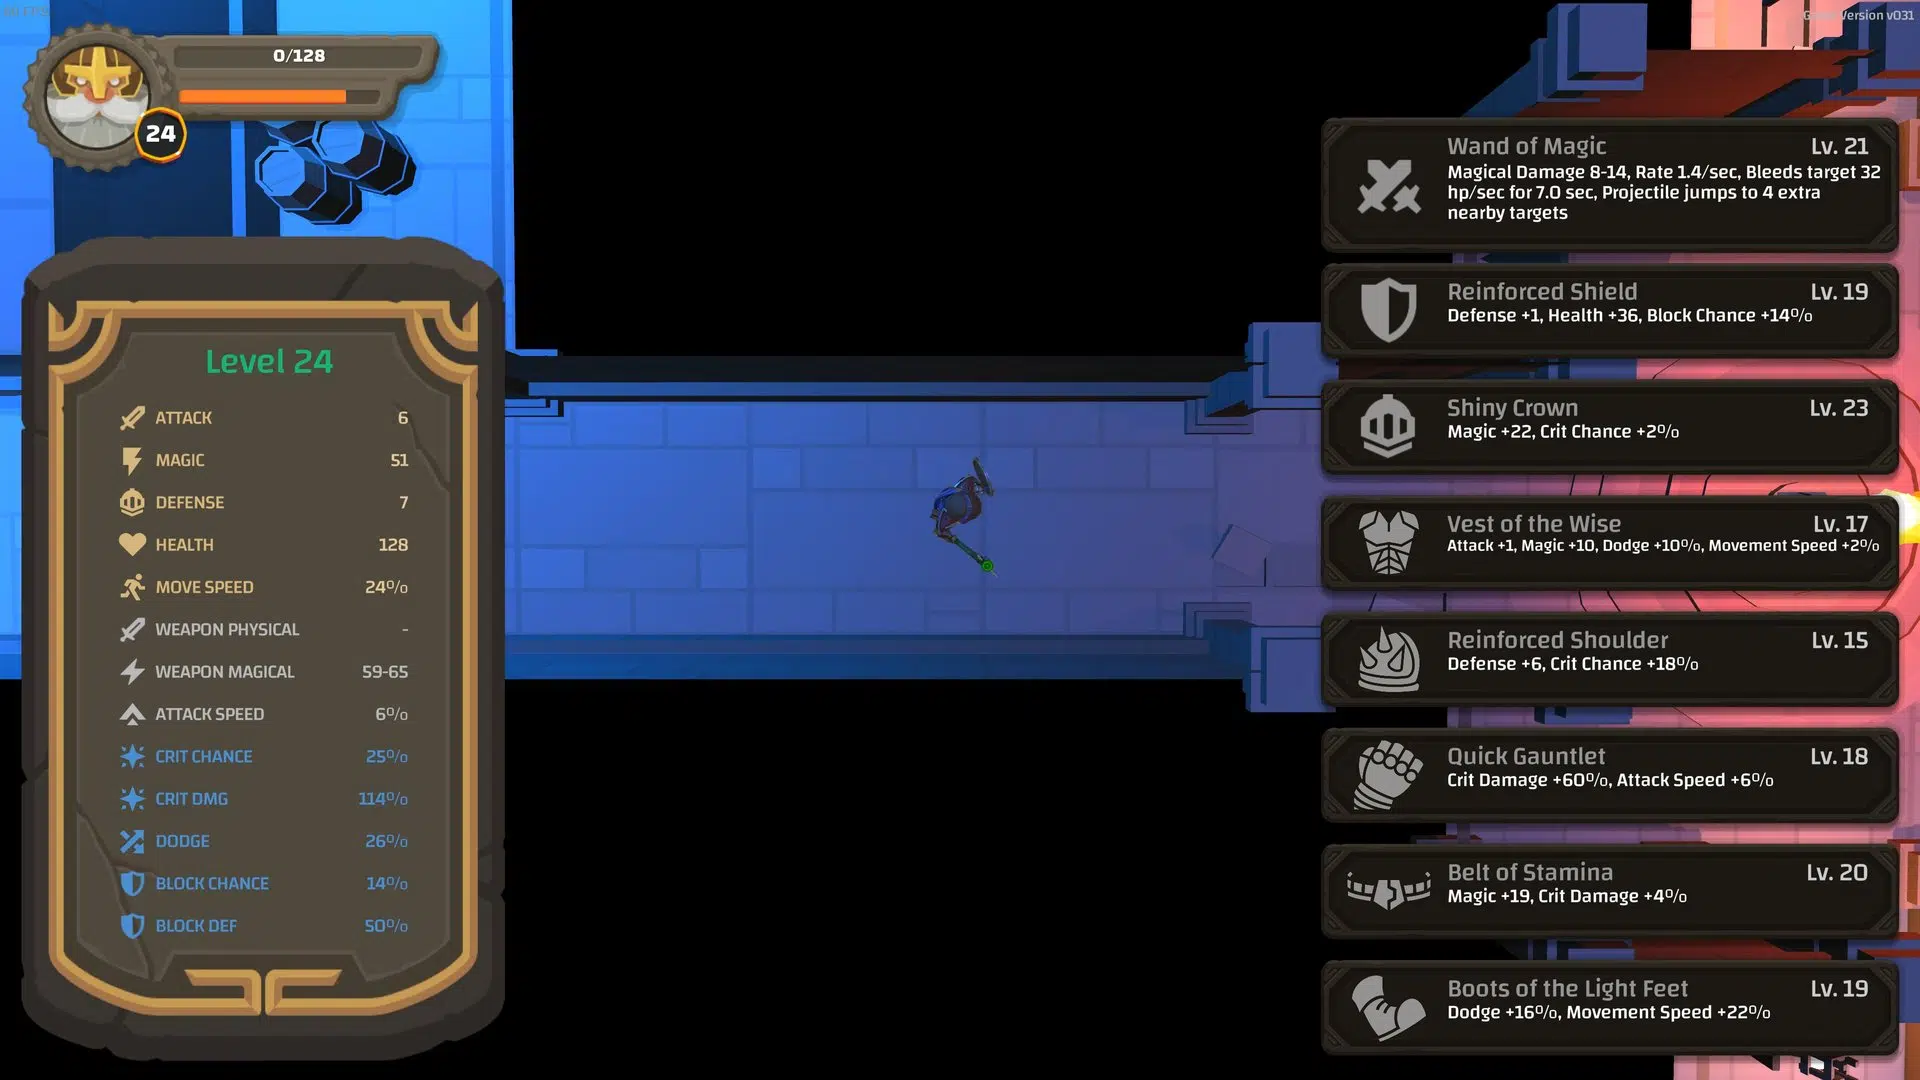 Game Version v031
0/128
24
Level 24
ATTACK 6
MAGIC 51
DEFENSE 7
HEALTH 128
MOVE SPEED 24%
WEAPON PHYSICAL -
WEAPON MAGICAL 59-65
ATTACK SPEED 6%
CRIT CHANCE 25%
CRIT DMG 114%
DODGE 26%
BLOCK CHANCE 14%
BLOCK DEF 50%
Wand of Magic Lv. 21
Magical Damage 8-14, Rate 1.4/sec, Bleeds target 32
hp/sec for 7.0 sec, Projectile jumps to 4 extra
nearby targets
Reinforced Shield Lv. 19
Defense +1, Health +36, Block Chance +14%
Shiny Crown Lv. 23
Magic +22, Crit Chance +2%
Vest of the Wise Lv. 17
Attack +1, Magic +10, Dodge +10%, Movement Speed +2%
Reinforced Shoulder Lv. 15
Defense +6, Crit Chance +18%
Quick Gauntlet Lv. 18
Crit Damage +60%, Attack Speed +6%
Belt of Stamina Lv. 20
Magic +19, Crit Damage +4%
Boots of the Light Feet Lv. 19
Dodge +16%, Movement Speed +22%